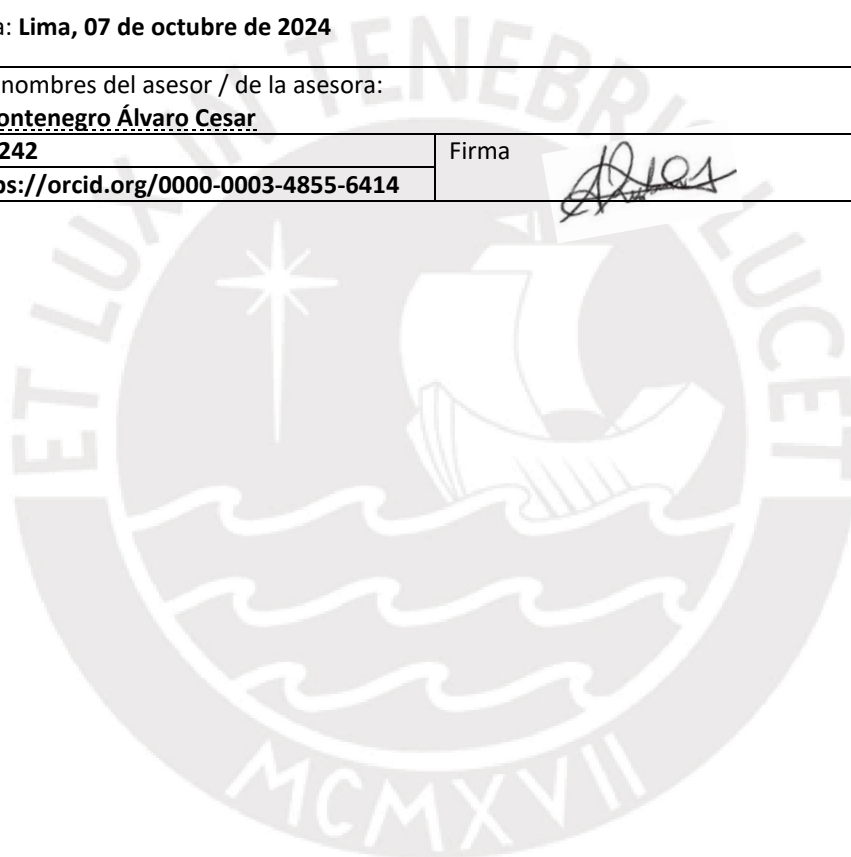 a: Lima, 07 de octubre de 2024
nombres del asesor / de la asesora:
ontenegro Álvaro Cesar
242
Firma
ps://orcid.org/0000-0003-4855-6414
ET LUX IN TENEBRIS LUCET
MCMXVII